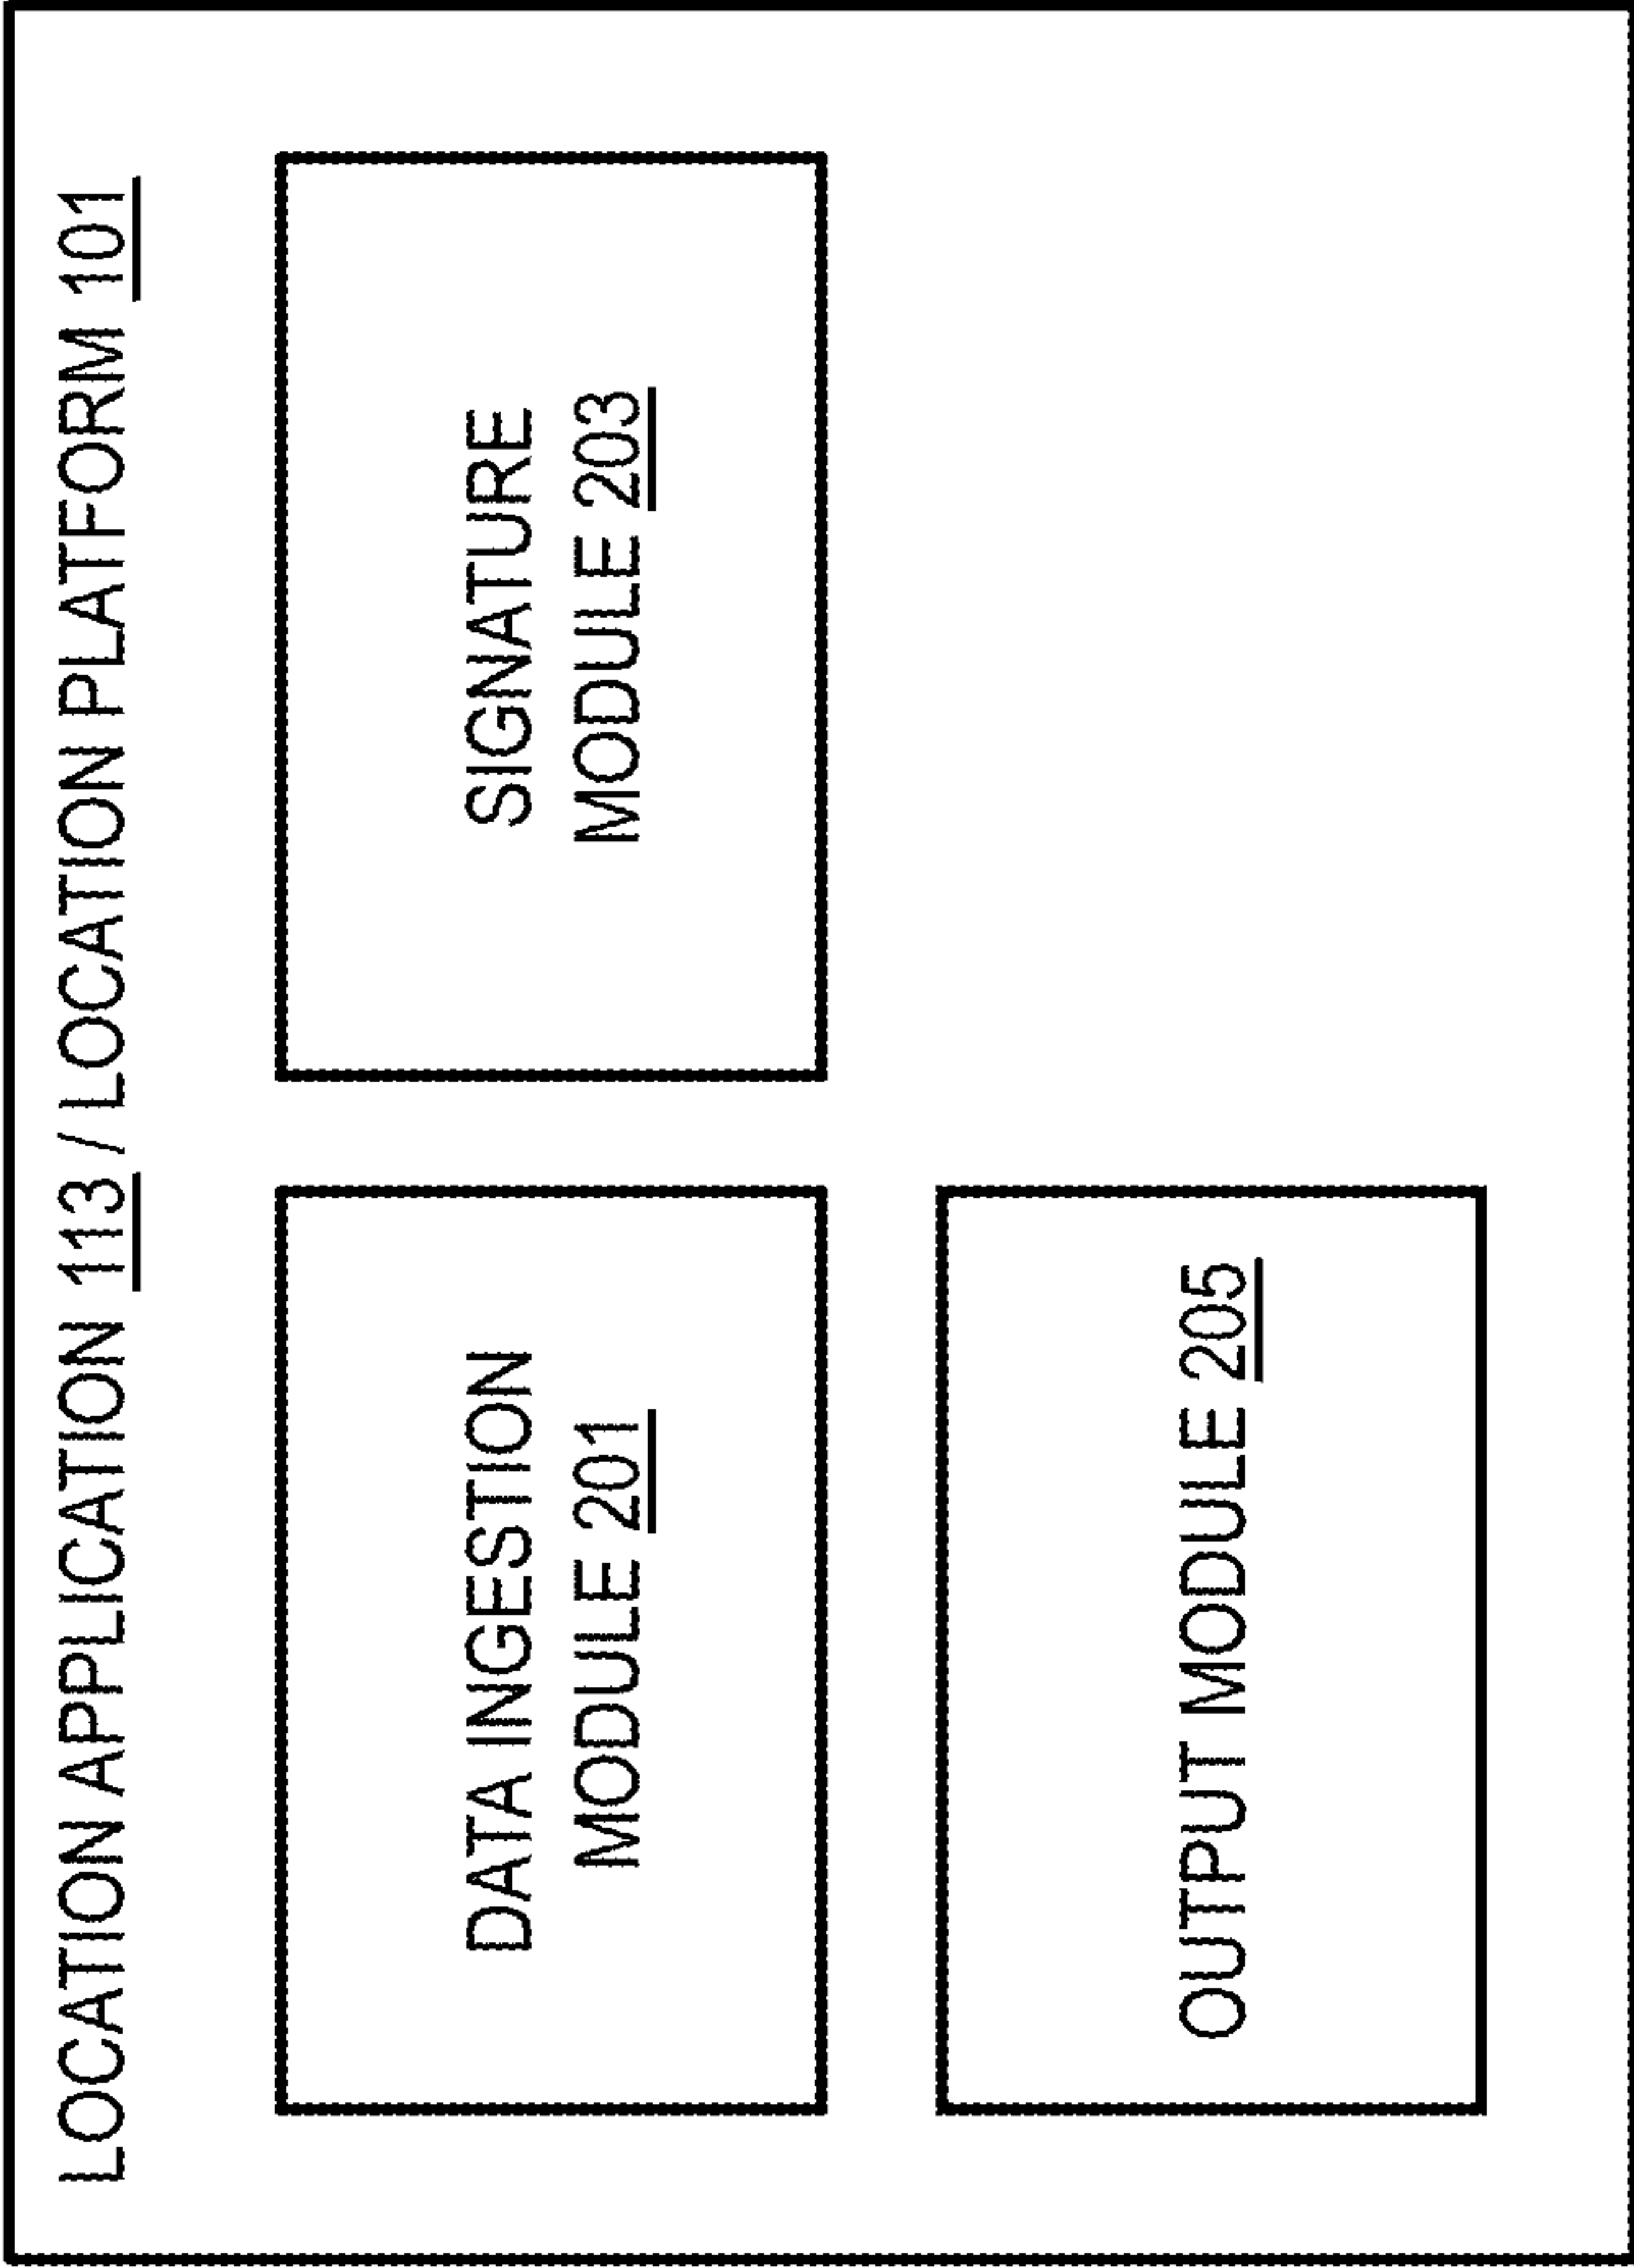 LOCATION APPLICATION 113 / LOCATION PLATFORM 101
DATA INGESTION
MODULE 201
SIGNATURE
MODULE 203
OUTPUT MODULE 205